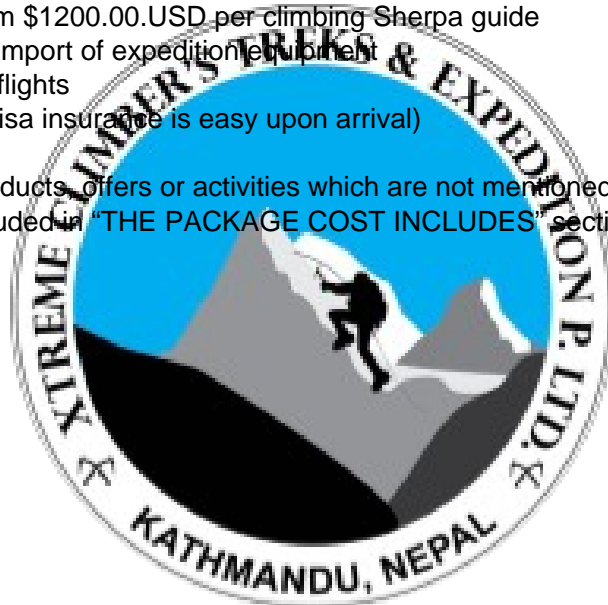 m $1200.00.USD per climbing Sherpa guide
mport of expedition equipment
flights
isa insurance is easy upon arrival)
ducts, offers or activities which are not mentioned
uded in “THE PACKAGE COST INCLUDES” secti
XTREME CLIMBER'S TREKS & EXPEDITION P. LTD.
KATHMANDU, NEPAL